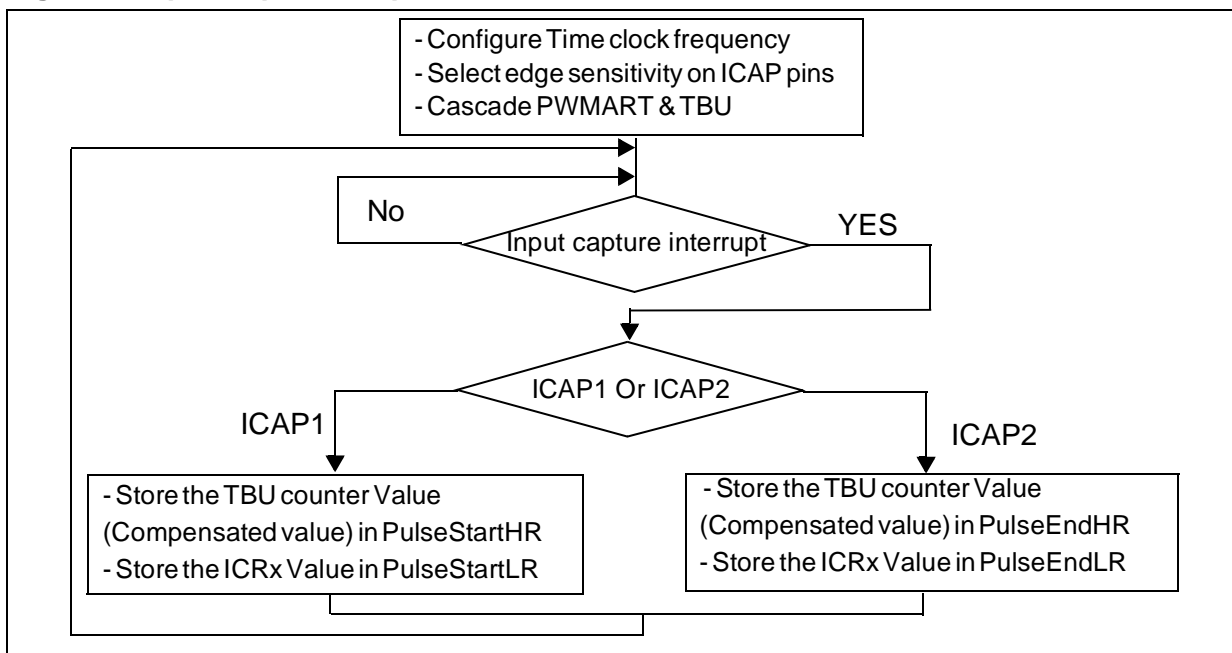 - Configure Time clock frequency
- Select edge sensitivity on ICAP pins
- Cascade PWMART & TBU
No
Input capture interrupt
YES
ICAP1 Or ICAP2
ICAP1
ICAP2
- Store the TBU counter Value
(Compensated value) in PulseStartHR
- Store the ICRx Value in PulseStartLR
- Store the TBU counter Value
(Compensated value) in PulseEndHR
- Store the ICRx Value in PulseEndLR